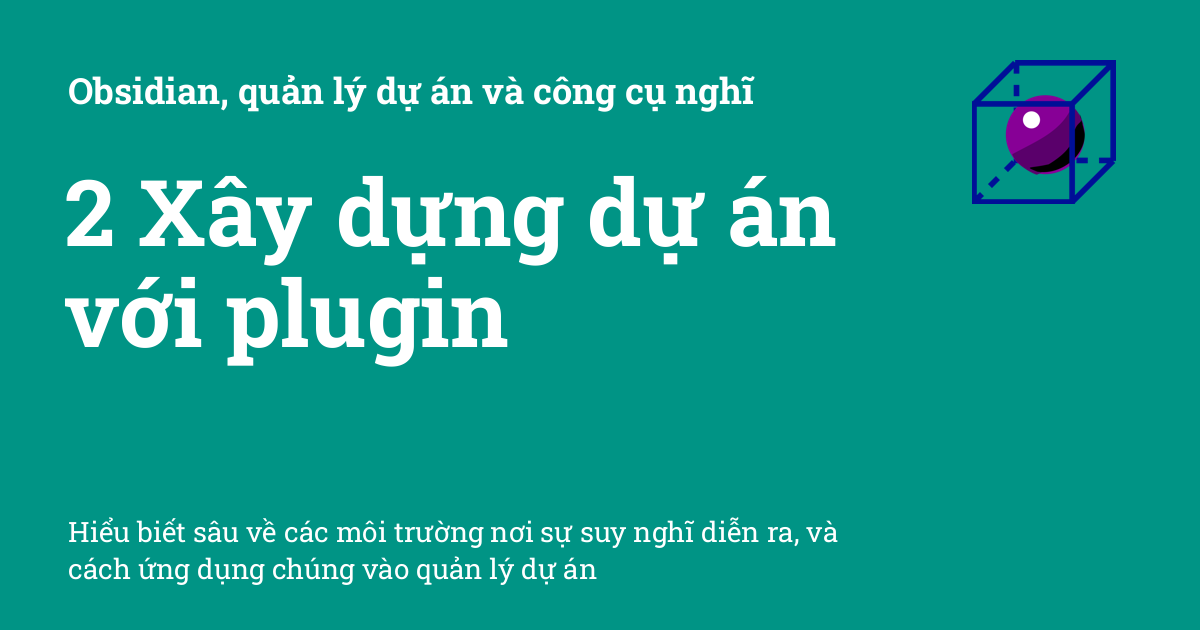 Obsidian, quản lý dự án và công cụ nghĩ
2 Xây dựng dự án
với plugin
Hiểu biết sâu về các môi trường nơi sự suy nghĩ diễn ra, và
cách ứng dụng chúng vào quản lý dự án